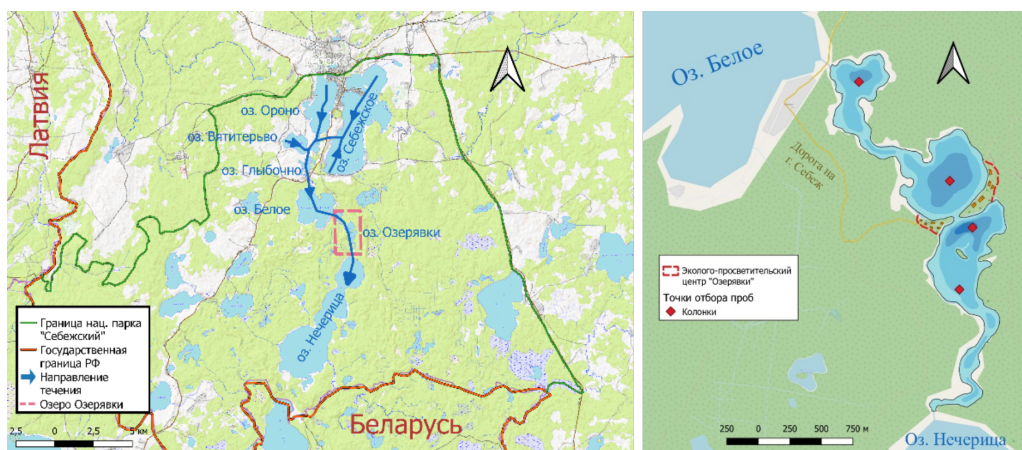 Латвия
Себеж
оз. Ороно
оз. Вятитерьво
оз. Себежское
оз. Глыбочно
оз. Белое
оз. Озерявки
оз. Нечерица
Граница нац. парка
"Себежский"
Государственная
граница РФ
Направление
течения
Озеро Озерявки
2,5 0 2,5 5 км
Беларусь
Оз. Белое
Дорога на
г. Себеж
Эколого-просветительский
центр "Озерявки"
Точки отбора проб
Колонки
250 0 250 500 750 м
Оз. Нечерица